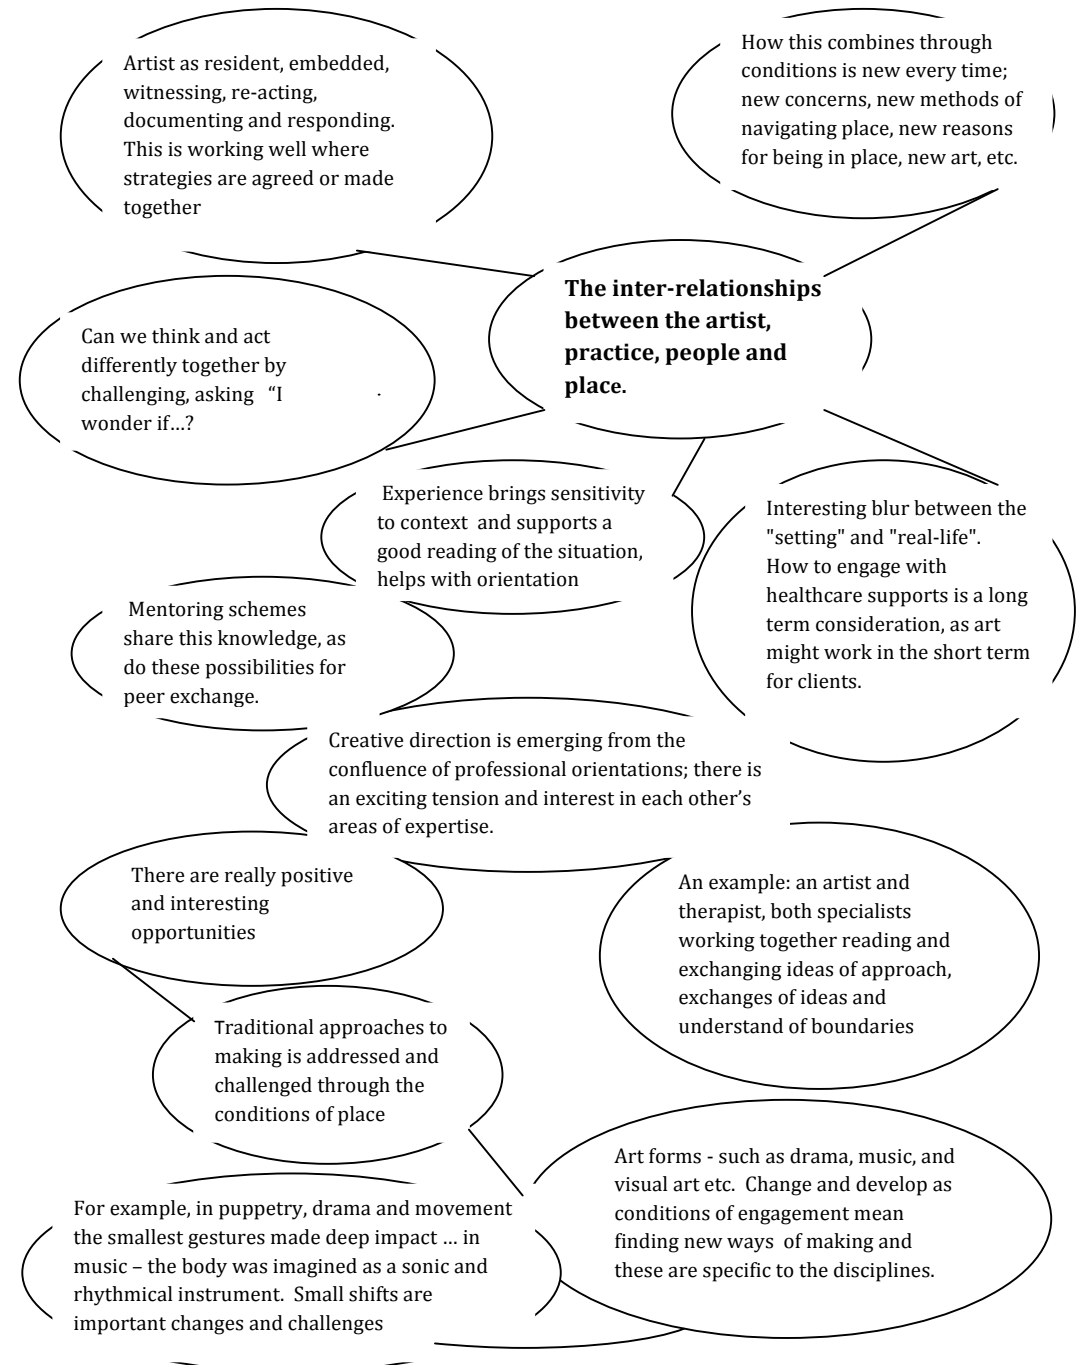 Artist as resident, embedded,
witnessing, re-acting,
documenting and responding.
This is working well where
strategies are agreed or made
together
How this combines through
conditions is new every time;
new concerns, new methods of
navigating place, new reasons
for being in place, new art, etc.
The inter-relationships
between the artist,
practice, people and
place.
Can we think and act
differently together by
challenging, asking “I .
wonder if…?
Experience brings sensitivity
to context and supports a
good reading of the situation,
helps with orientation
Interesting blur between the
"setting" and "real-life".
How to engage with
healthcare supports is a long
term consideration, as art
might work in the short term
for clients.
Mentoring schemes
share this knowledge, as
do these possibilities for
peer exchange.
Creative direction is emerging from the
confluence of professional orientations; there is
an exciting tension and interest in each other’s
areas of expertise.
There are really positive
and interesting
opportunities
An example: an artist and
therapist, both specialists
working together reading and
exchanging ideas of approach,
exchanges of ideas and
understand of boundaries
Traditional approaches to
making is addressed and
challenged through the
conditions of place
Art forms - such as drama, music, and
visual art etc. Change and develop as
conditions of engagement mean
finding new ways of making and
these are specific to the disciplines.
For example, in puppetry, drama and movement
the smallest gestures made deep impact … in
music – the body was imagined as a sonic and
rhythmical instrument. Small shifts are
important changes and challenges